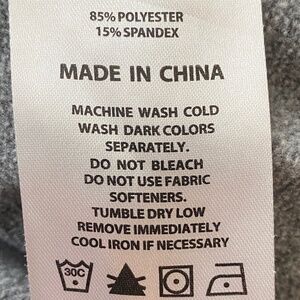 85% POLYESTER
15% SPANDEX
MADE IN CHINA
MACHINE WASH COLD
WASH DARK COLORS
SEPARATELY.
DO NOT BLEACH
DO NOT USE FABRIC
SOFTENERS.
TUMBLE DRY LOW
REMOVE IMMEDIATELY
COOL IRON IF NECESSARY
30C